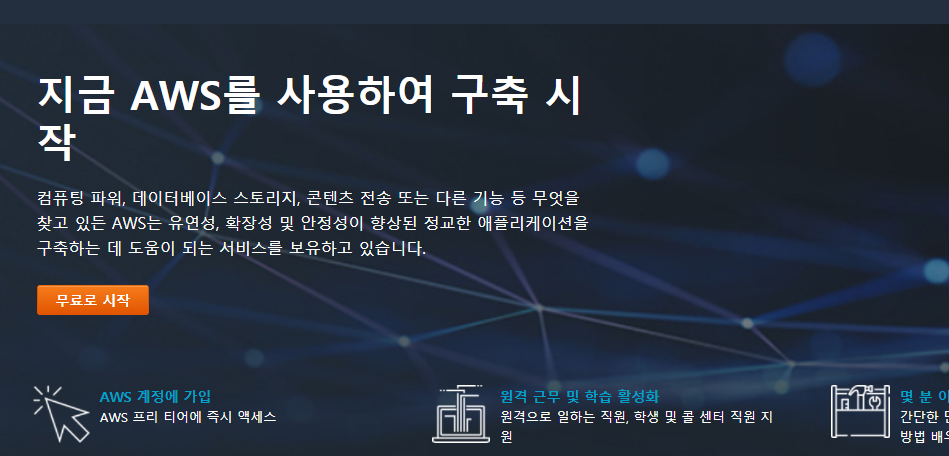 지금 AWS를 사용하여 구축 시
작
컴퓨팅 파워, 데이터베이스 스토리지, 콘텐츠 전송 또는 다른 기능 등 무엇을
찾고 있든 AWS는 유연성, 확장성 및 안정성이 향상된 정교한 애플리케이션을
구축하는 데 도움이 되는 서비스를 보유하고 있습니다.
무료로 시작
AWS 계정에 가입
AWS 프리 티어에 즉시 액세스
원격 근무 및 학습 활성화
원격으로 일하는 직원, 학생 및 콜 센터 직원 지
원
몇 분 이
간단한
방법 배우